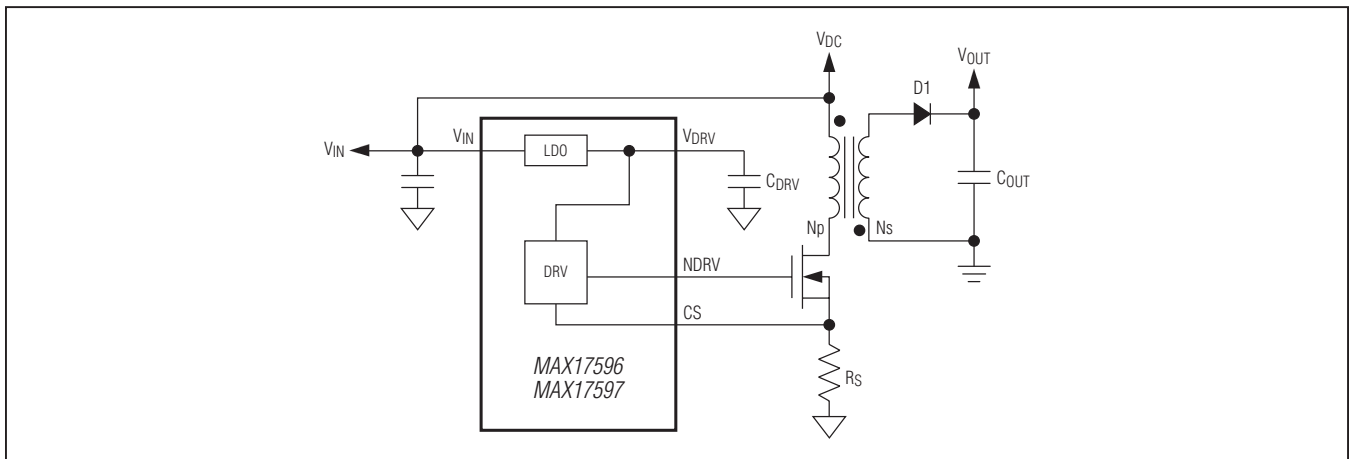 VDC
VOUT
D1
VIN
VIN
LDO
VDRV
CDRV
COUT
Np
Ns
DRV
NDRV
CS
MAX17596
MAX17597
RS